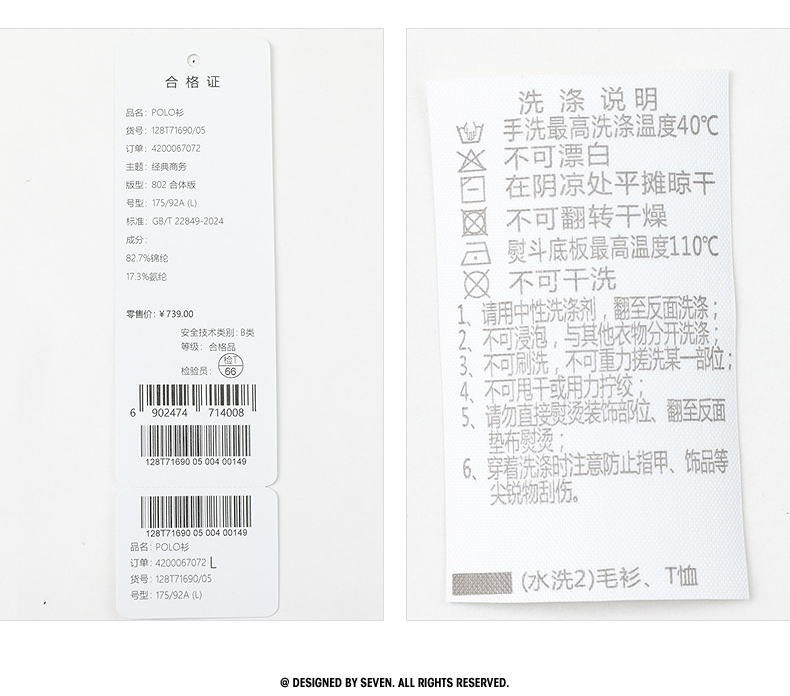 合格证
品名：POLO衫
货号：128T71690/05
订单：4200067072
主题：经典商务
版型：802 合体版
号型：175/92A (L)
标准：GB/T 22849-2024
成分：
82.7%锦纶
17.3%氨纶
零售价：￥739.00
安全技术类别：B类
等级：合格品
检验员：
检T
66
6 902474 714008
128T71690 05 004 00149
128T71690 05 004 00149
品名：POLO衫
订单：4200067072 L
货号：128T71690/05
号型：175/92A (L)
洗涤说明
手洗最高洗涤温度40℃
不可漂白
在阴凉处平摊晾干
不可翻转干燥
熨斗底板最高温度110℃
不可干洗
1、请用中性洗涤剂，翻至反面洗涤；
2、不可浸泡，与其他衣物分开洗涤；
3、不可刷洗，不可重力搓洗某一部位；
4、不可甩干或用力拧绞；
5、请勿直接熨烫装饰部位、翻至反面
垫布熨烫；
6、穿着洗涤时注意防止指甲、饰品等
尖锐物刮伤。
(水洗2)毛衫、T恤
@ DESIGNED BY SEVEN. ALL RIGHTS RESERVED.